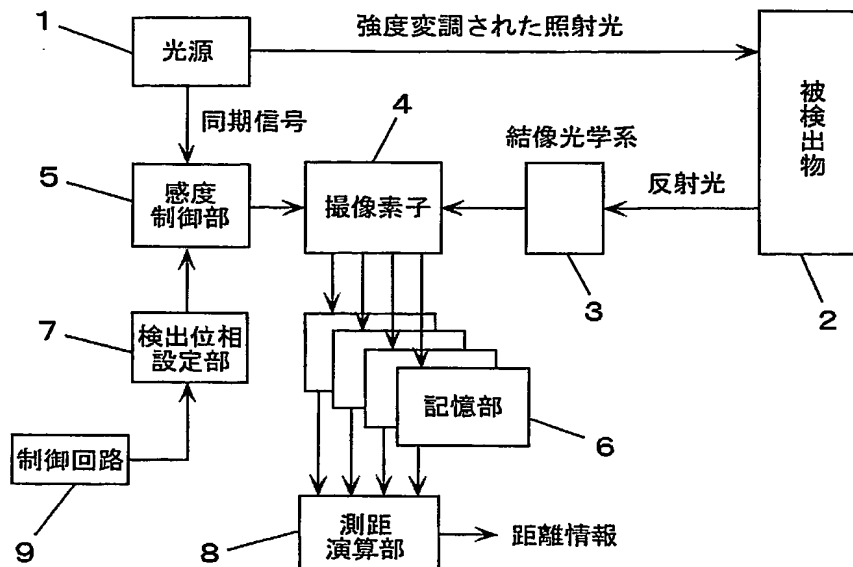 1
光源
強度変調された照射光
被検出物
同期信号
4
結像光学系
5
感度
制御部
撮像素子
反射光
3
2
7
検出位相
設定部
記憶部
6
制御回路
9
8
測距
演算部
距離情報